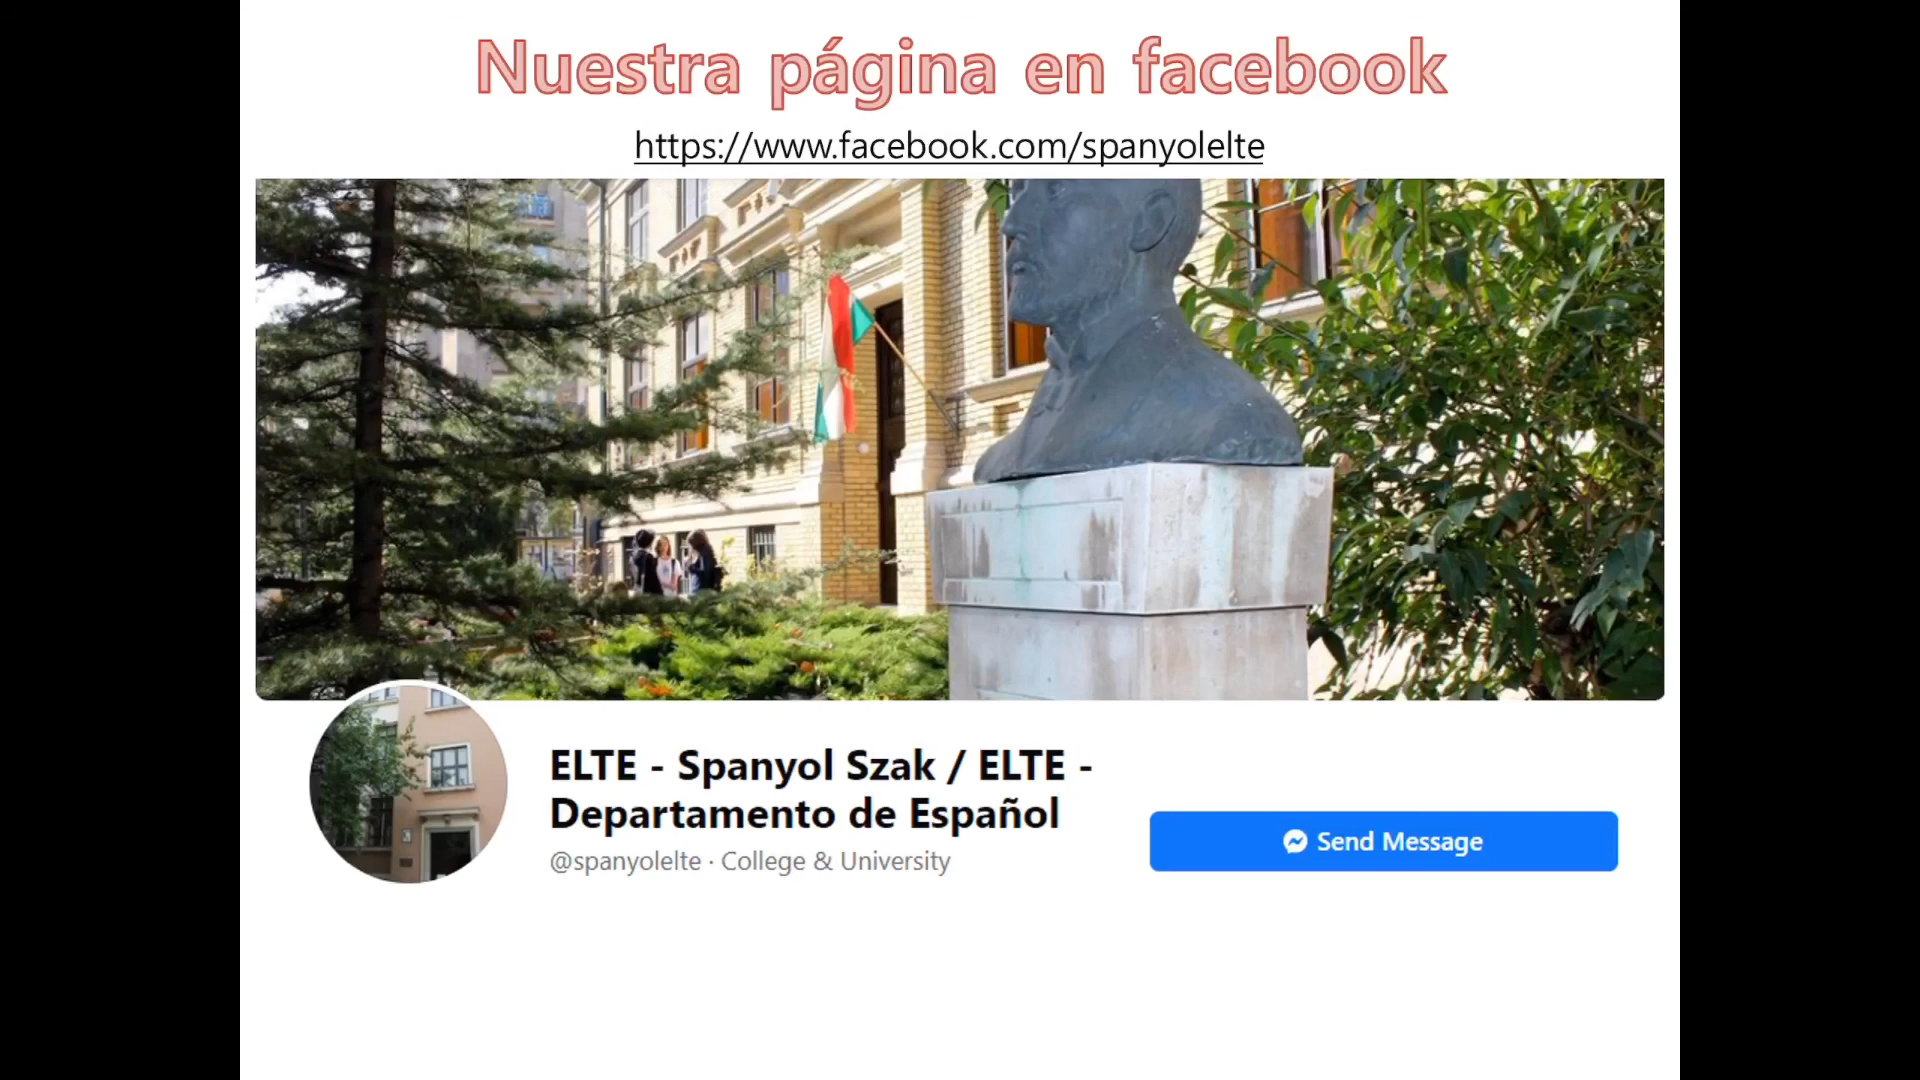 Nuestra página en facebook
https://www.facebook.com/spanyolelte
ELTE - Spanyol Szak / ELTE -
Departamento de Español
@spanyolelte · College & University
Send Message